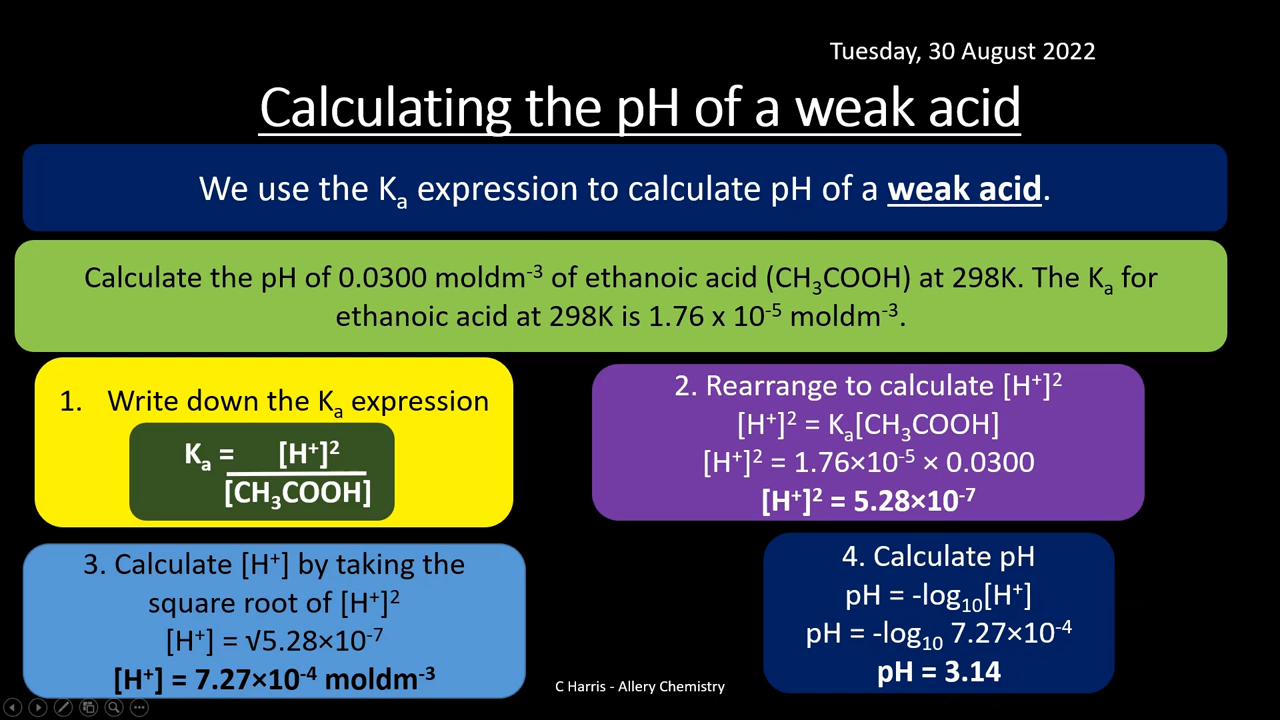 Tuesday, 30 August 2022
Calculating the pH of a weak acid
We use the Kₐ expression to calculate pH of a weak acid.
Calculate the pH of 0.0300 moldm⁻³ of ethanoic acid (CH₃COOH) at 298K. The Kₐ for
ethanoic acid at 298K is 1.76 x 10⁻⁵ moldm⁻³.
1. Write down the Kₐ expression
Kₐ = [H⁺]²
[CH₃COOH]
2. Rearrange to calculate [H⁺]²
[H⁺]² = Kₐ[CH₃COOH]
[H⁺]² = 1.76×10⁻⁵ × 0.0300
[H⁺]² = 5.28×10⁻⁷
3. Calculate [H⁺] by taking the
square root of [H⁺]²
[H⁺] = √5.28×10⁻⁷
[H⁺] = 7.27×10⁻⁴ moldm⁻³
4. Calculate pH
pH = -log₁₀[H⁺]
pH = -log₁₀ 7.27×10⁻⁴
pH = 3.14
C Harris - Allery Chemistry